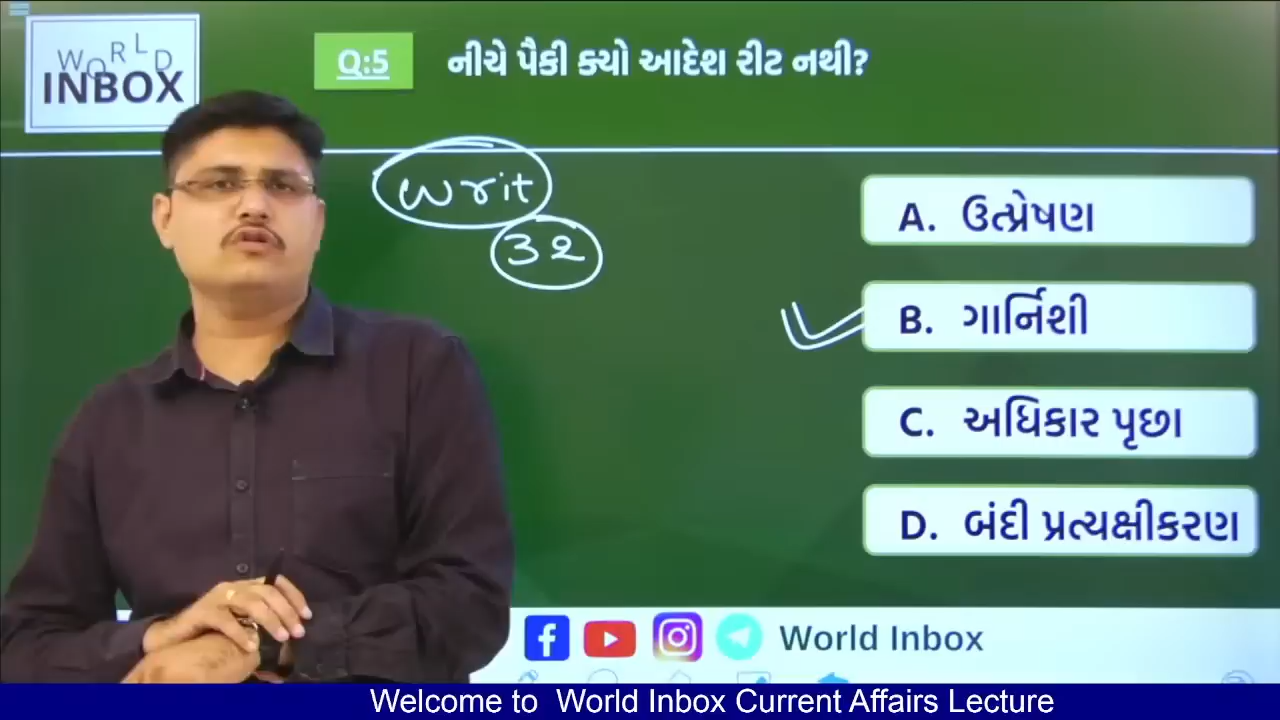 WORLD
INBOX
Q:5 નીચે પૈકી ક્યો આદેશ રીટ નથી?
writ
32
A. ઉત્પ્રેષણ
B. ગાર્નિશી
C. અધિકાર પૃછા
D. બંદી પ્રત્યક્ષીકરણ
World Inbox
Welcome to World Inbox Current Affairs Lecture